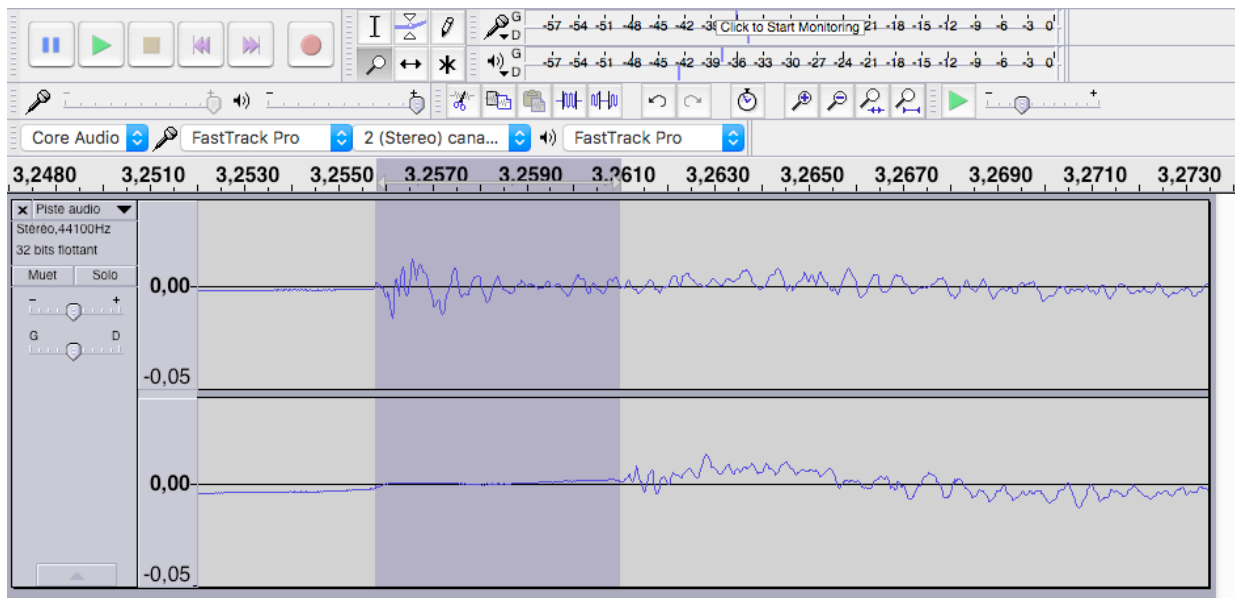 G
D
-57 -54 -51 -48 -45 -42 -39 Click to Start Monitoring 21 -18 -15 -12 -9 -6 -3 0
G
D
-57 -54 -51 -48 -45 -42 -39 -36 -33 -30 -27 -24 -21 -18 -15 -12 -9 -6 -3 0
- +
Core Audio FastTrack Pro 2 (Stereo) cana... FastTrack Pro
3,2480 3,2510 3,2530 3,2550 3,2570 3,2590 3,2610 3,2630 3,2650 3,2670 3,2690 3,2710 3,2730
x Piste audio
Stéréo,44100Hz
32 bits flottant
Muet Solo
- +
G D
0,00
-0,05
0,00
-0,05